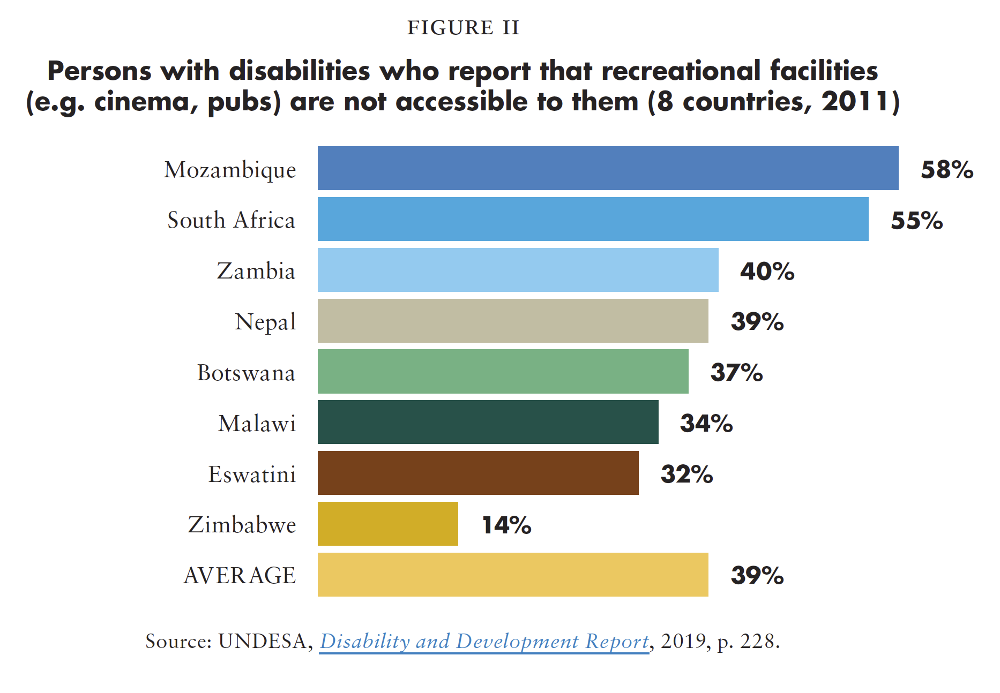 FIGURE II
Persons with disabilities who report that recreational facilities
(e.g. cinema, pubs) are not accessible to them (8 countries, 2011)
Mozambique 58%
South Africa 55%
Zambia 40%
Nepal 39%
Botswana 37%
Malawi 34%
Eswatini 32%
Zimbabwe 14%
AVERAGE 39%
Source: UNDESA, Disability and Development Report, 2019, p. 228.